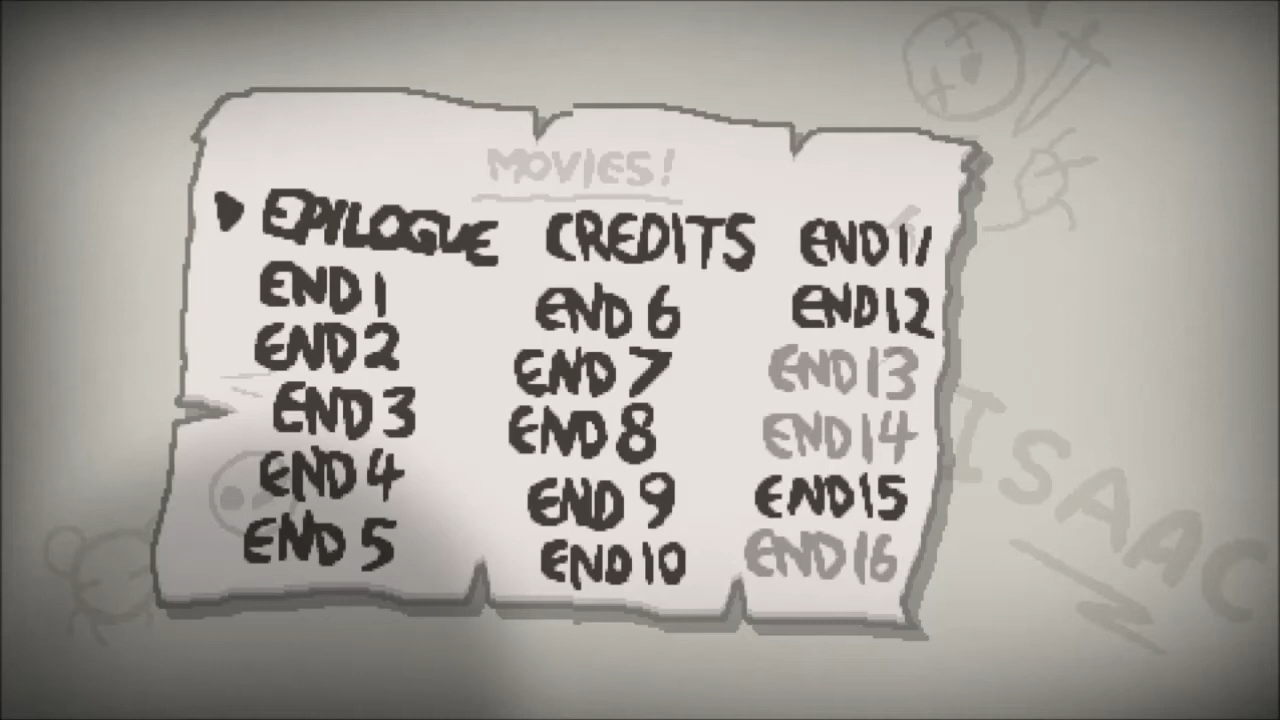 MOVIES!
EPILOGUE CREDITS END 11
END 1 END 6 END 12
END 2 END 7 END 13
END 3 END 8 END 14
END 4 END 9 END 15
END 5 END 10 END 16
ISAAC